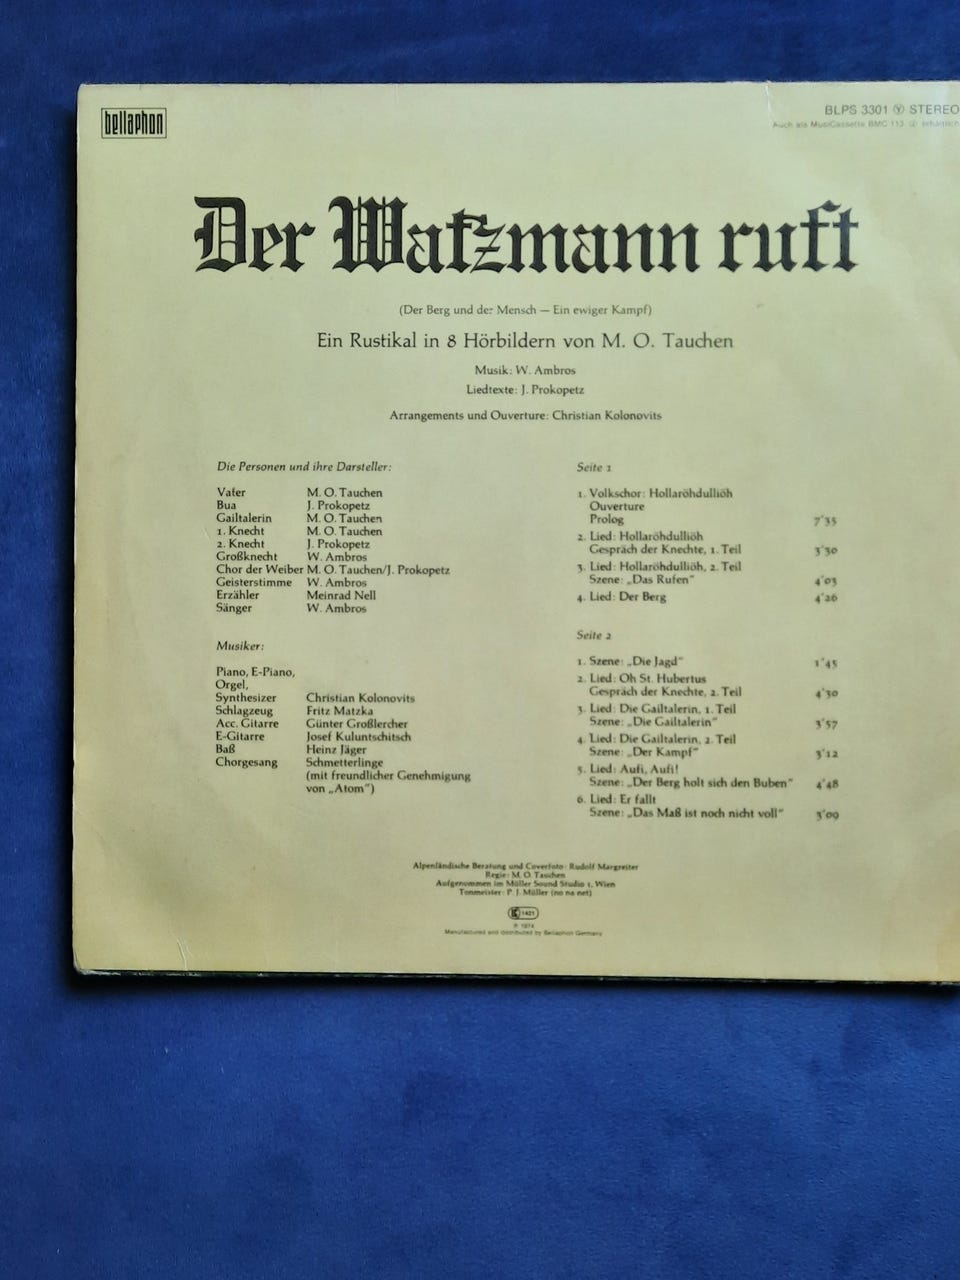 bellaphon
BLPS 3301 Ⓨ STEREO
Auch als MusiCassette BMC 113 erhältlich
Der Watzmann ruft
(Der Berg und der Mensch — Ein ewiger Kampf)
Ein Rustikal in 8 Hörbildern von M. O. Tauchen
Musik: W. Ambros
Liedtexte: J. Prokopetz
Arrangements und Ouverture: Christian Kolonovits
Die Personen und ihre Darsteller:
Vater M. O. Tauchen
Bua J. Prokopetz
Gailtalerin M. O. Tauchen
1. Knecht M. O. Tauchen
2. Knecht J. Prokopetz
Großknecht W. Ambros
Chor der Weiber M. O. Tauchen/J. Prokopetz
Geisterstimme W. Ambros
Erzähler Meinrad Nell
Sänger W. Ambros
Musiker:
Piano, E-Piano,
Orgel,
Synthesizer Christian Kolonovits
Schlagzeug Fritz Matzka
Acc. Gitarre Günter Großlercher
E-Gitarre Josef Kuluntschitsch
Baß Heinz Jäger
Chorgesang Schmetterlinge
(mit freundlicher Genehmigung
von „Atom")
Seite 1
1. Volkschor: Hollaröhdulliöh
Ouverture
Prolog 7'35
2. Lied: Hollaröhdulliöh
Gespräch der Knechte, 1. Teil 3'30
3. Lied: Hollaröhdulliöh, 2. Teil
Szene: „Das Rufen" 4'03
4. Lied: Der Berg 4'26
Seite 2
1. Szene: „Die Jagd" 1'45
2. Lied: Oh St. Hubertus
Gespräch der Knechte, 2. Teil 4'30
3. Lied: Die Gailtalerin, 1. Teil
Szene: „Die Gailtalerin" 3'57
4. Lied: Die Gailtalerin, 2. Teil
Szene: „Der Kampf" 3'12
5. Lied: Aufi, Aufi!
Szene: „Der Berg holt sich den Buben" 4'48
6. Lied: Er fallt
Szene: „Das Maß ist noch nicht voll" 3'09
Alpenländische Beratung und Coverfoto: Rudolf Margreiter
Regie: M. O. Tauchen
Aufgenommen im Müller Sound Studio 1, Wien
Tonmeister: P. J. Müller (no na net)
1421
℗ 1974
Manufactured and distributed by Bellaphon Germany